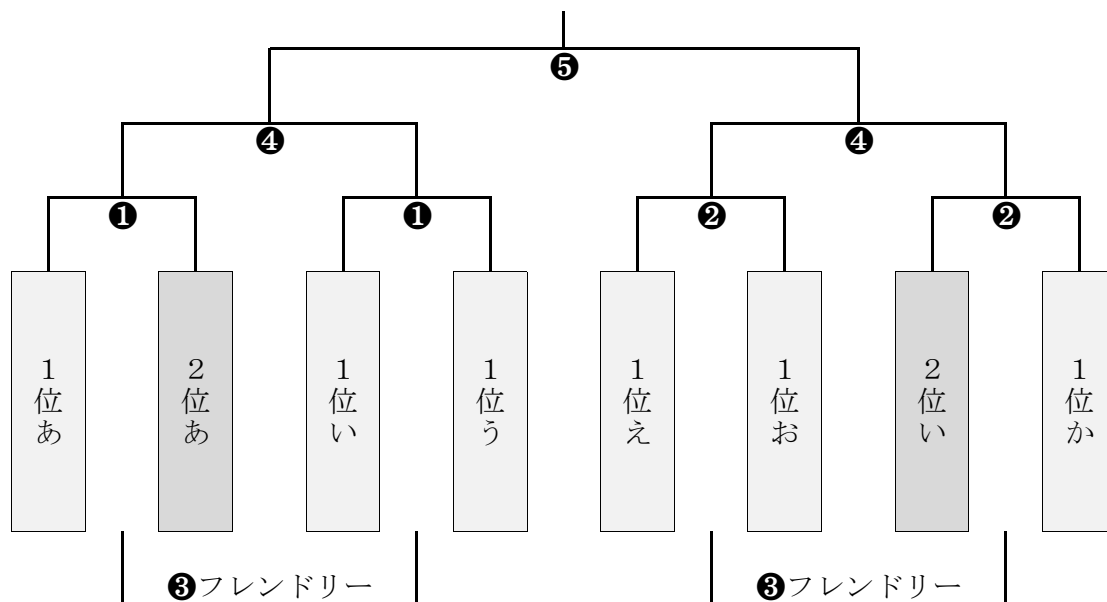 ❺
❹ ❹
❶ ❶ ❷ ❷
1位あ
2位あ
1位い
1位う
1位え
1位お
2位い
1位か
❸フレンドリー ❸フレンドリー